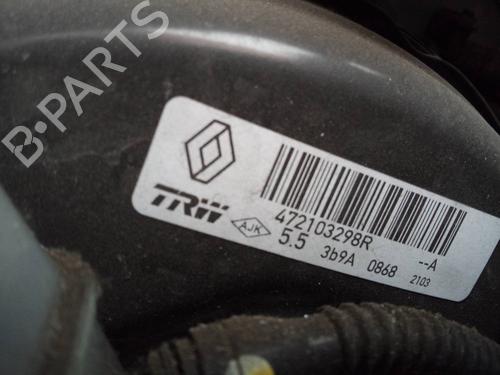 B-PARTS
TRW
AJK
472103298R --A
5.5 3b9A 0868 2103